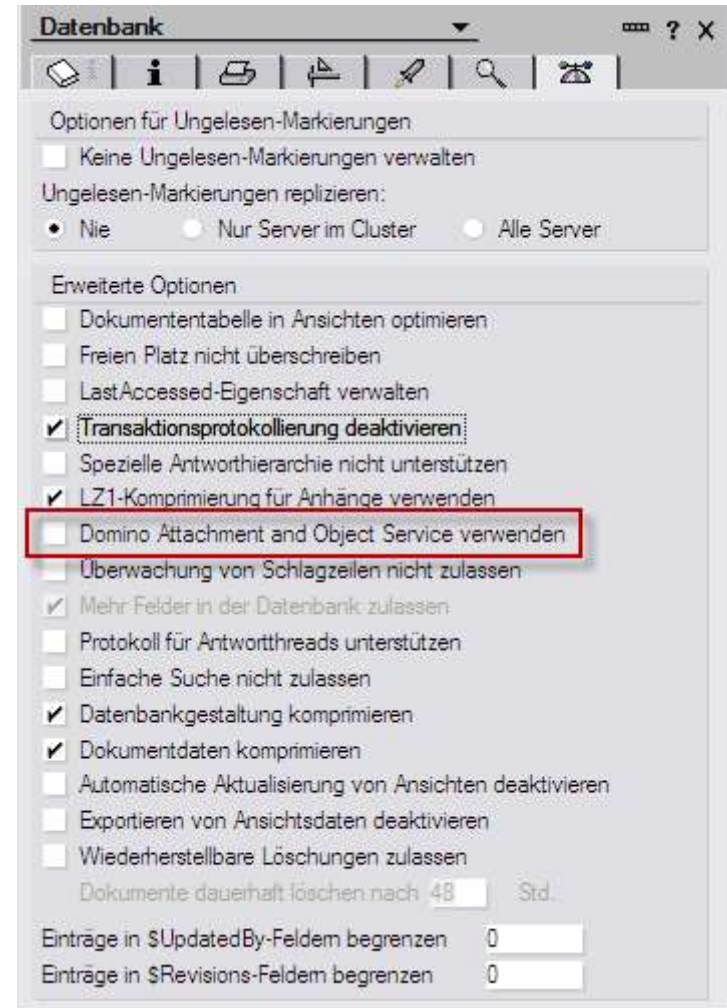 Datenbank
? X
i i
Optionen für Ungelesen-Markierungen
Keine Ungelesen-Markierungen verwalten
Ungelesen-Markierungen replizieren:
Nie Nur Server im Cluster Alle Server
Erweiterte Optionen
Dokumententabelle in Ansichten optimieren
Freien Platz nicht überschreiben
LastAccessed-Eigenschaft verwalten
Transaktionsprotokollierung deaktivieren
Spezielle Antworthierarchie nicht unterstützen
LZ1-Komprimierung für Anhänge verwenden
Domino Attachment and Object Service verwenden
Überwachung von Schlagzeilen nicht zulassen
Mehr Felder in der Datenbank zulassen
Protokoll für Antwortthreads unterstützen
Einfache Suche nicht zulassen
Datenbankgestaltung komprimieren
Dokumentdaten komprimieren
Automatische Aktualisierung von Ansichten deaktivieren
Exportieren von Ansichtsdaten deaktivieren
Wiederherstellbare Löschungen zulassen
Dokumente dauerhaft löschen nach 48 Std.
Einträge in $UpdatedBy-Feldern begrenzen 0
Einträge in $Revisions-Feldern begrenzen 0